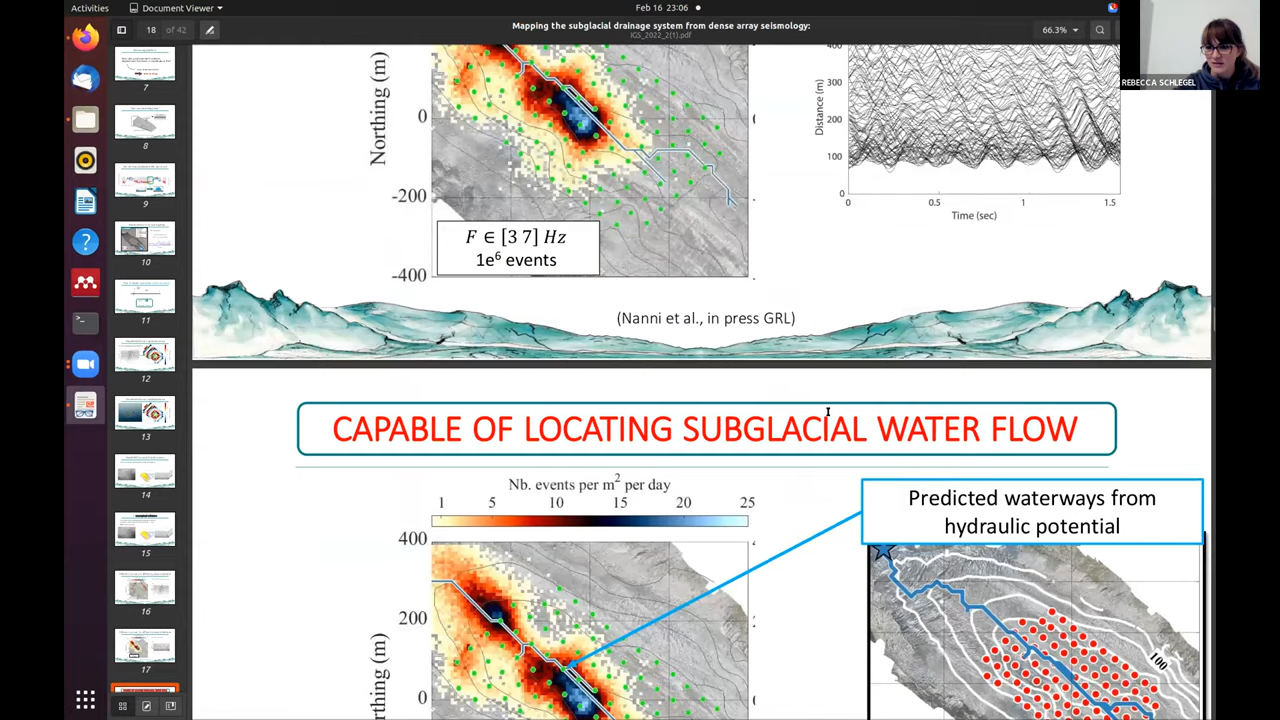 Activities
Document Viewer
Feb 16 23:06
18 of 42
Mapping the subglacial drainage system from dense array seismology:
IGS_2022_2(1).pdf
66.3%
REBECCA SCHLEGEL
7
8
9
10
11
12
13
14
15
16
17
Northing (m)
0
-200
-400
F ∈ [3 7] Hz
1e⁶ events
Distance (m)
400
300
200
100
0
0
0.5
1
1.5
Time (sec)
(Nanni et al., in press GRL)
CAPABLE OF LOCATING SUBGLACIAL WATER FLOW
Nb. events per m² per day
1
5
10
15
20
25
400
200
0
thing (m)
Predicted waterways from
hydraulic potential
100